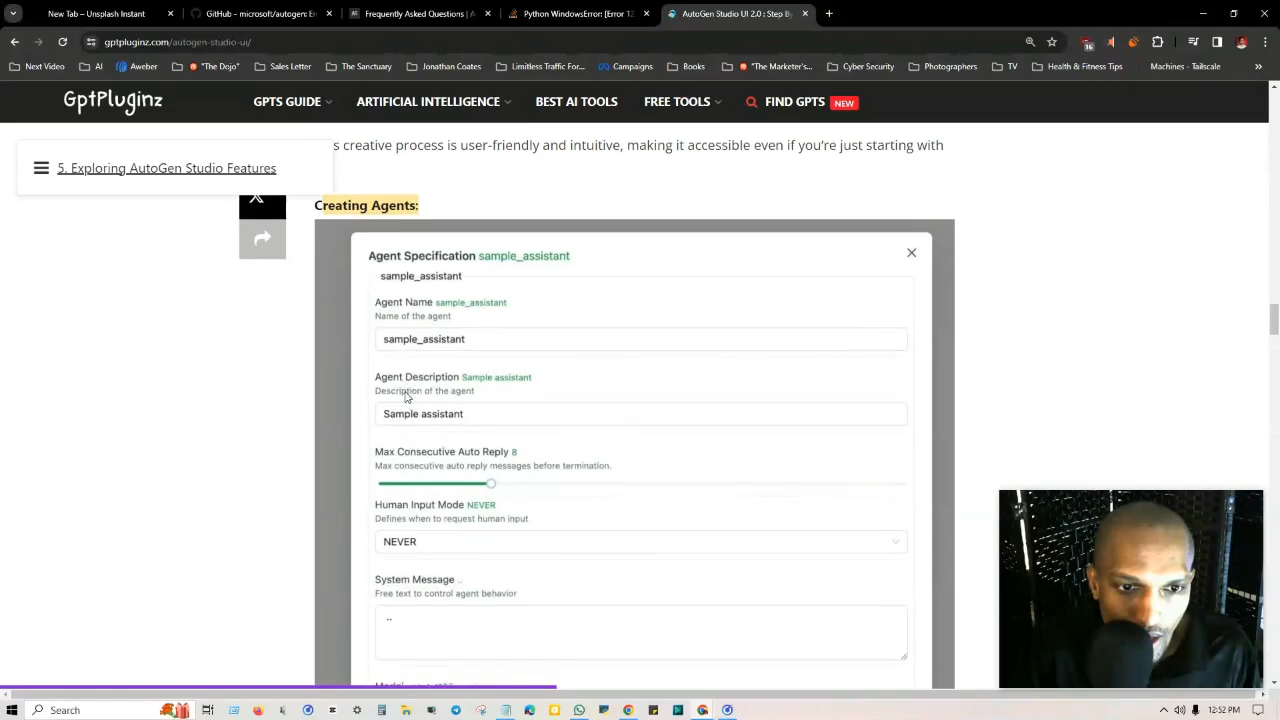 New Tab - Unsplash Instant
GitHub - microsoft/autogen: En
Frequently Asked Questions | A
Python WindowsError: [Error 12
AutoGen Studio UI 2.0 : Step By
gptpluginz.com/autogen-studio-ui/
16
Next Video
AI
Aweber
"The Dojo"
Sales Letter
The Sanctuary
Jonathan Coates
Limitless Traffic For...
Campaigns
Books
"The Marketer's...
Cyber Security
Photographers
TV
Health & Fitness Tips
Machines - Tailscale
GptPluginz
GPTS GUIDE
ARTIFICIAL INTELLIGENCE
BEST AI TOOLS
FREE TOOLS
FIND GPTS NEW
s creative process is user-friendly and intuitive, making it accessible even if you're just starting with
5. Exploring AutoGen Studio Features
Creating Agents:
Agent Specification sample_assistant
sample_assistant
Agent Name sample_assistant
Name of the agent
sample_assistant
Agent Description Sample assistant
Description of the agent
Sample assistant
Max Consecutive Auto Reply 8
Max consecutive auto reply messages before termination.
Human Input Mode NEVER
Defines when to request human input
NEVER
System Message ..
Free text to control agent behavior
..
Search
12:52 PM